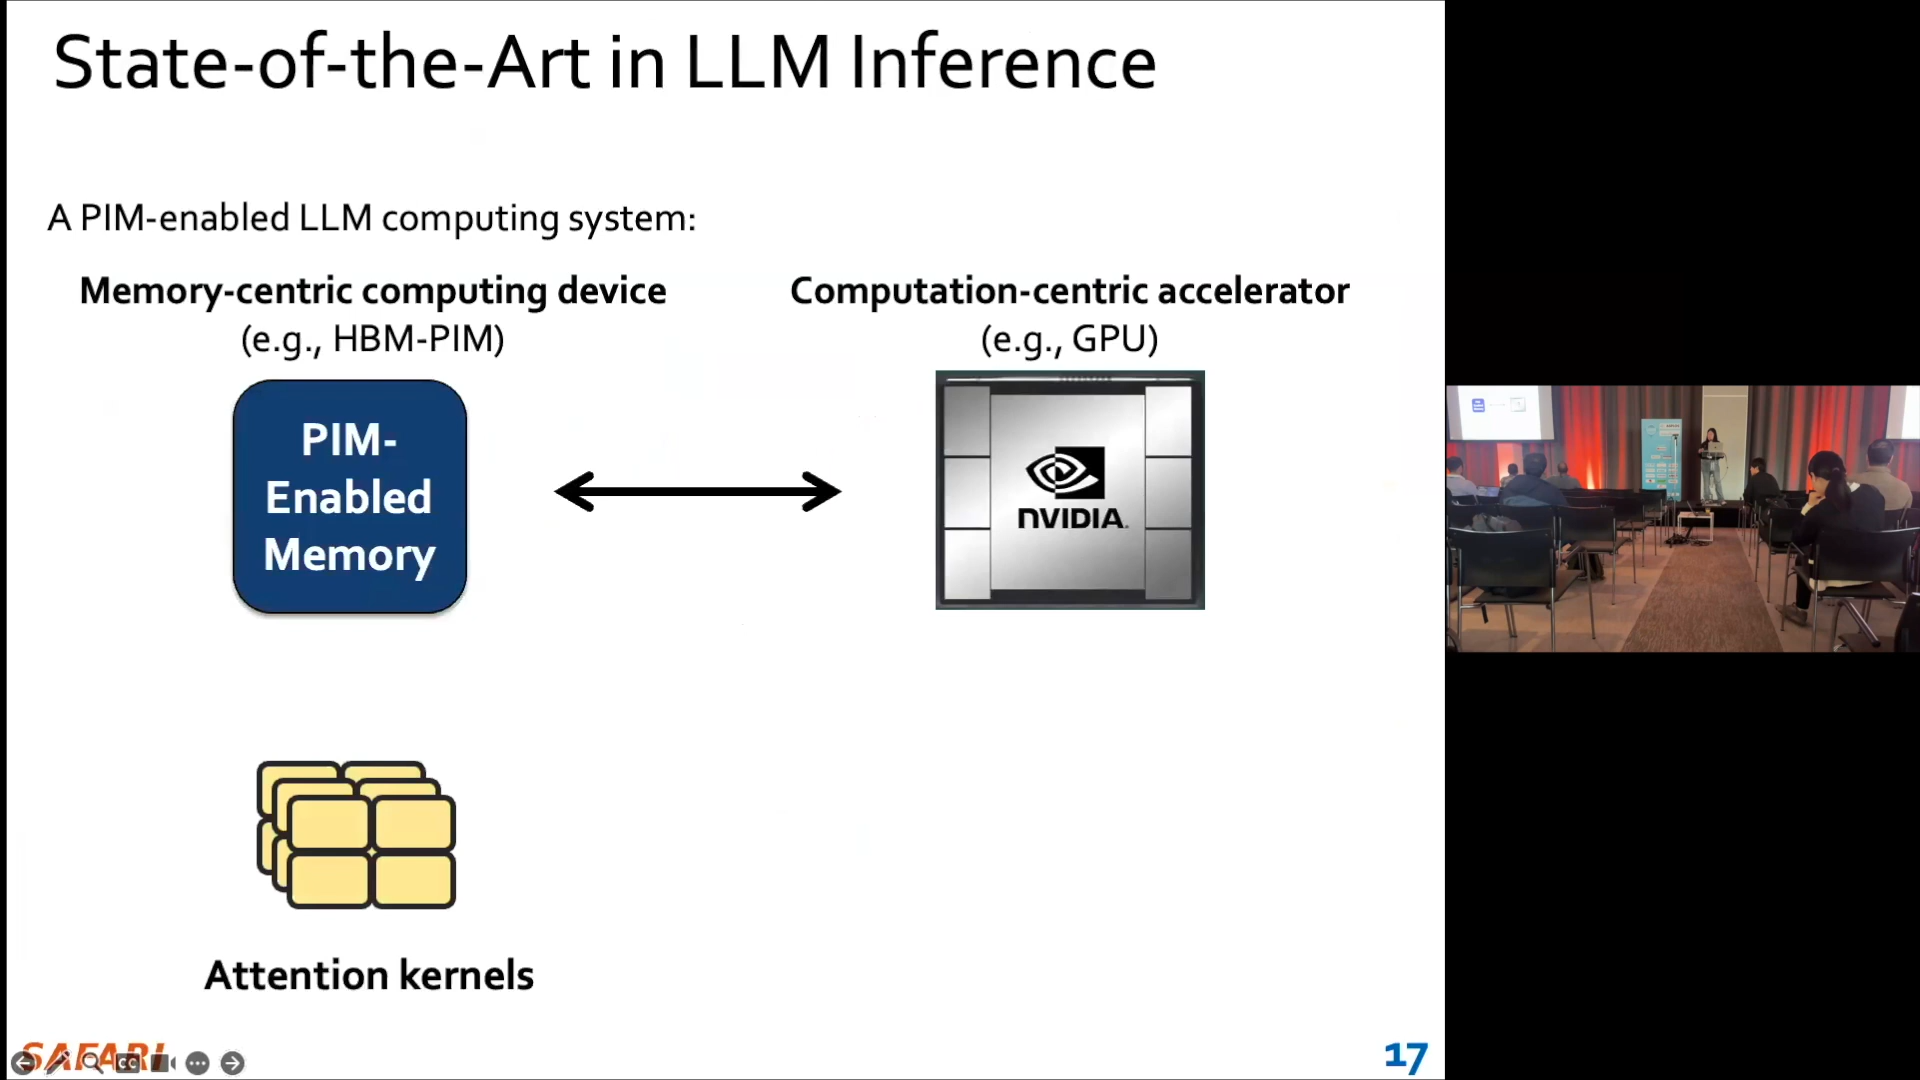 State-of-the-Art in LLM Inference
A PIM-enabled LLM computing system:
Memory-centric computing device
(e.g., HBM-PIM)
Computation-centric accelerator
(e.g., GPU)
PIM-
Enabled
Memory
NVIDIA
Attention kernels
SAFARI
CC
17